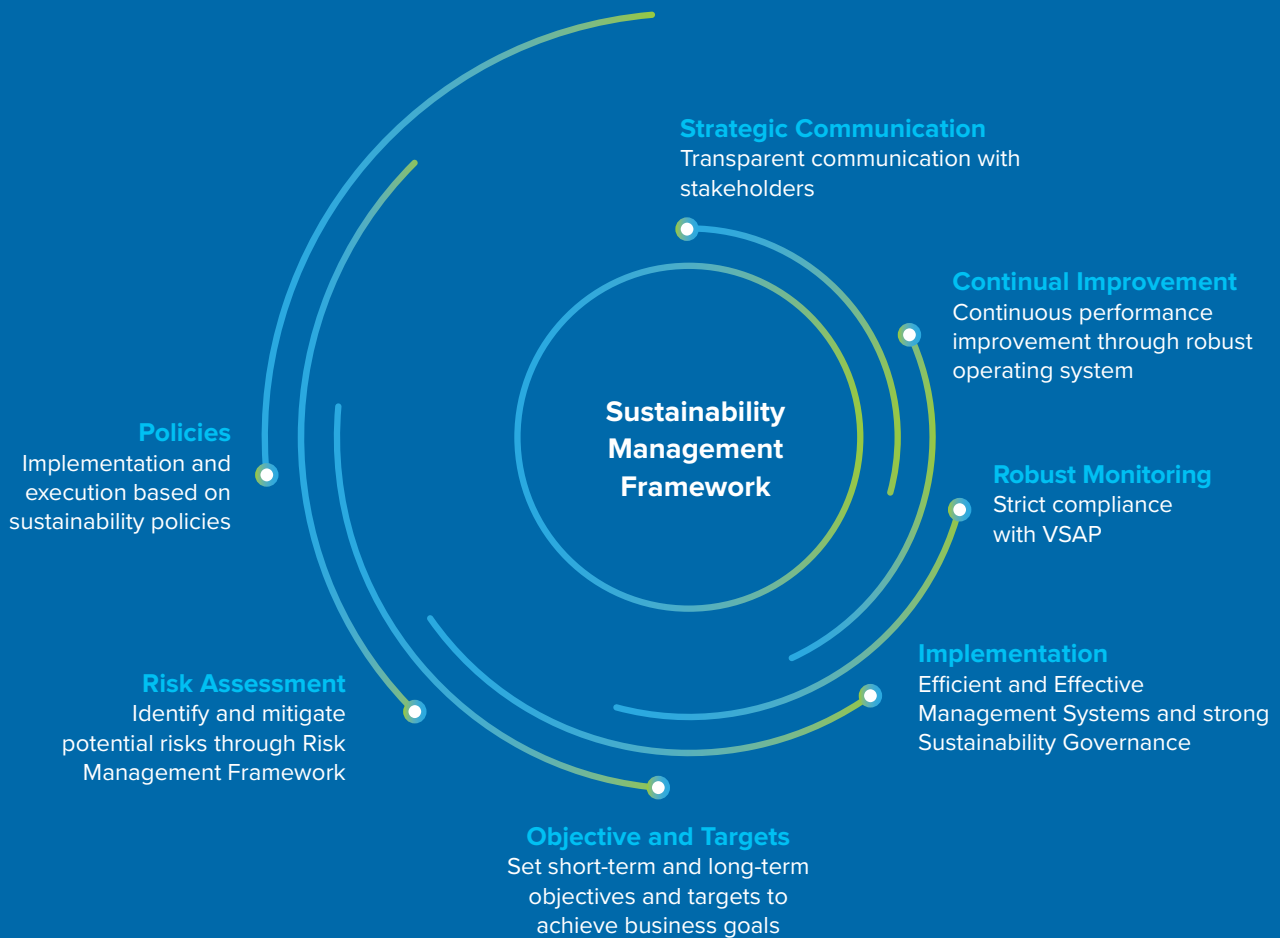 Strategic Communication
Transparent communication with
stakeholders
Continual Improvement
Continuous performance
improvement through robust
operating system
Sustainability
Management
Framework
Policies
Implementation and
execution based on
sustainability policies
Robust Monitoring
Strict compliance
with VSAP
Implementation
Efficient and Effective
Management Systems and strong
Sustainability Governance
Risk Assessment
Identify and mitigate
potential risks through Risk
Management Framework
Objective and Targets
Set short-term and long-term
objectives and targets to
achieve business goals